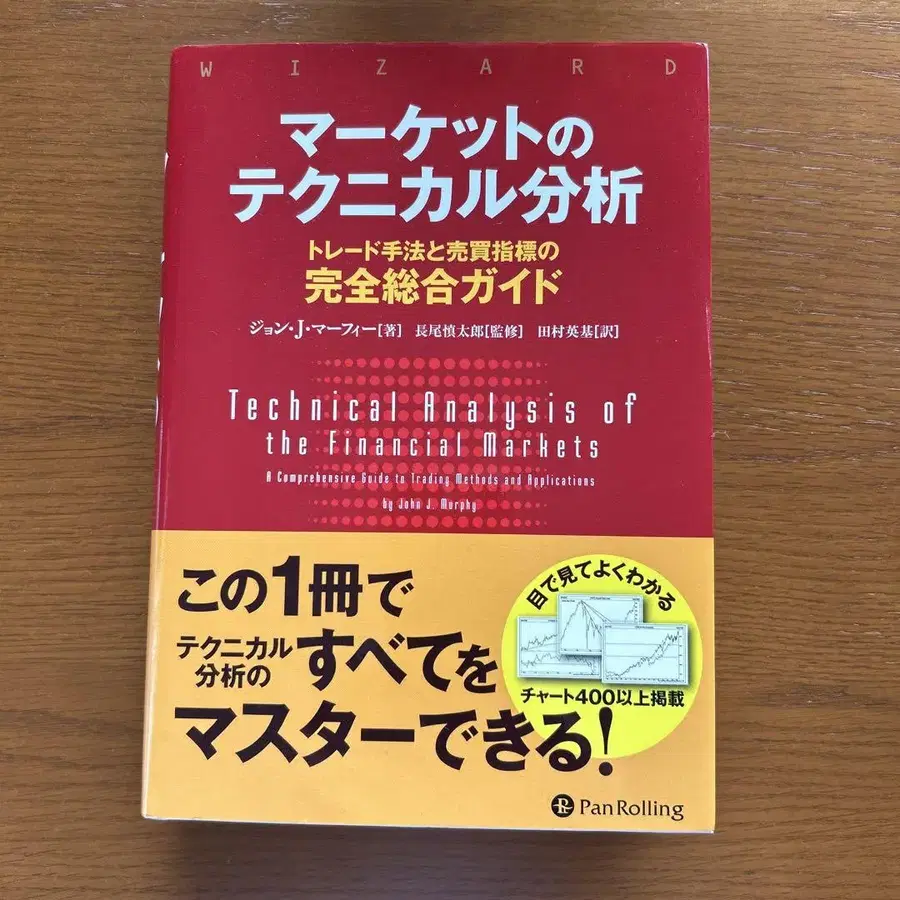 WIZARD
マーケットの
テクニカル分析
トレード手法と売買指標の
完全総合ガイド
ジョン・J・マーフィー[著] 長尾慎太郎[監修] 田村英基[訳]
Technical Analysis of
the Financial Markets
A Comprehensive Guide to Trading Methods and Applications
by John J. Murphy
この1冊で
テクニカル
分析の
すべてを
マスターできる!
目で見てよくわかる
チャート400以上掲載
PanRolling